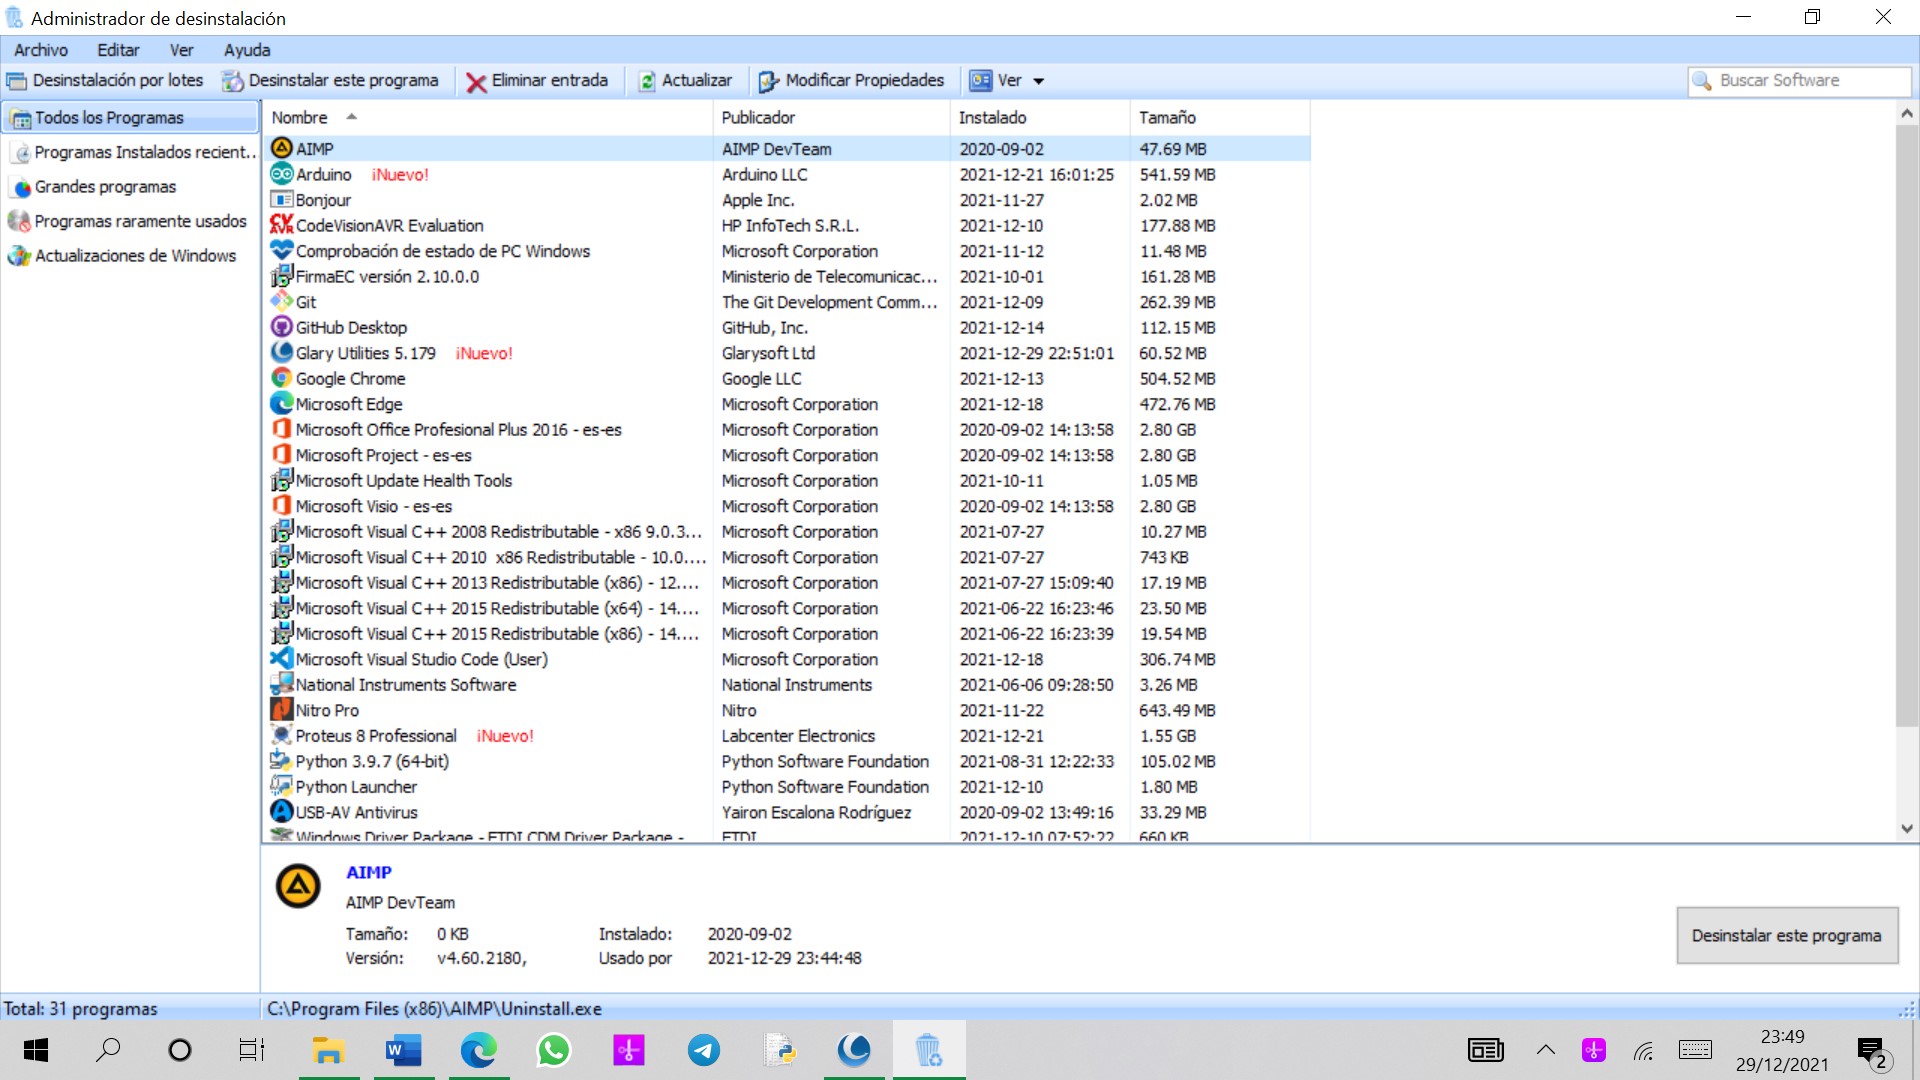 Administrador de desinstalación
Archivo Editar Ver Ayuda
Desinstalación por lotes Desinstalar este programa Eliminar entrada Actualizar Modificar Propiedades Ver Buscar Software
Todos los Programas
Programas Instalados recient...
Grandes programas
Programas raramente usados
Actualizaciones de Windows
Nombre Publicador Instalado Tamaño
AIMP AIMP DevTeam 2020-09-02 47.69 MB
Arduino ¡Nuevo! Arduino LLC 2021-12-21 16:01:25 541.59 MB
Bonjour Apple Inc. 2021-11-27 2.02 MB
CodeVisionAVR Evaluation HP InfoTech S.R.L. 2021-12-10 177.88 MB
Comprobación de estado de PC Windows Microsoft Corporation 2021-11-12 11.48 MB
FirmaEC versión 2.10.0.0 Ministerio de Telecomunicac... 2021-10-01 161.28 MB
Git The Git Development Comm... 2021-12-09 262.39 MB
GitHub Desktop GitHub, Inc. 2021-12-14 112.15 MB
Glary Utilities 5.179 ¡Nuevo! Glarysoft Ltd 2021-12-29 22:51:01 60.52 MB
Google Chrome Google LLC 2021-12-13 504.52 MB
Microsoft Edge Microsoft Corporation 2021-12-18 472.76 MB
Microsoft Office Profesional Plus 2016 - es-es Microsoft Corporation 2020-09-02 14:13:58 2.80 GB
Microsoft Project - es-es Microsoft Corporation 2020-09-02 14:13:58 2.80 GB
Microsoft Update Health Tools Microsoft Corporation 2021-10-11 1.05 MB
Microsoft Visio - es-es Microsoft Corporation 2020-09-02 14:13:58 2.80 GB
Microsoft Visual C++ 2008 Redistributable - x86 9.0.3... Microsoft Corporation 2021-07-27 10.27 MB
Microsoft Visual C++ 2010 x86 Redistributable - 10.0.... Microsoft Corporation 2021-07-27 743 KB
Microsoft Visual C++ 2013 Redistributable (x86) - 12.... Microsoft Corporation 2021-07-27 15:09:40 17.19 MB
Microsoft Visual C++ 2015 Redistributable (x64) - 14.... Microsoft Corporation 2021-06-22 16:23:46 23.50 MB
Microsoft Visual C++ 2015 Redistributable (x86) - 14.... Microsoft Corporation 2021-06-22 16:23:39 19.54 MB
Microsoft Visual Studio Code (User) Microsoft Corporation 2021-12-18 306.74 MB
National Instruments Software National Instruments 2021-06-06 09:28:50 3.26 MB
Nitro Pro Nitro 2021-11-22 643.49 MB
Proteus 8 Professional ¡Nuevo! Labcenter Electronics 2021-12-21 1.55 GB
Python 3.9.7 (64-bit) Python Software Foundation 2021-08-31 12:22:33 105.02 MB
Python Launcher Python Software Foundation 2021-12-10 1.80 MB
USB-AV Antivirus Yairon Escalona Rodríguez 2020-09-02 13:49:16 33.29 MB
Windows Driver Package - FTDI CDM Driver Package - FTDI 2021-12-10 07:52:22 660 KB
AIMP
AIMP DevTeam
Tamaño: 0 KB Instalado: 2020-09-02
Versión: v4.60.2180, Usado por 2021-12-29 23:44:48
Desinstalar este programa
Total: 31 programas C:\Program Files (x86)\AIMP\Uninstall.exe
23:49
29/12/2021
2